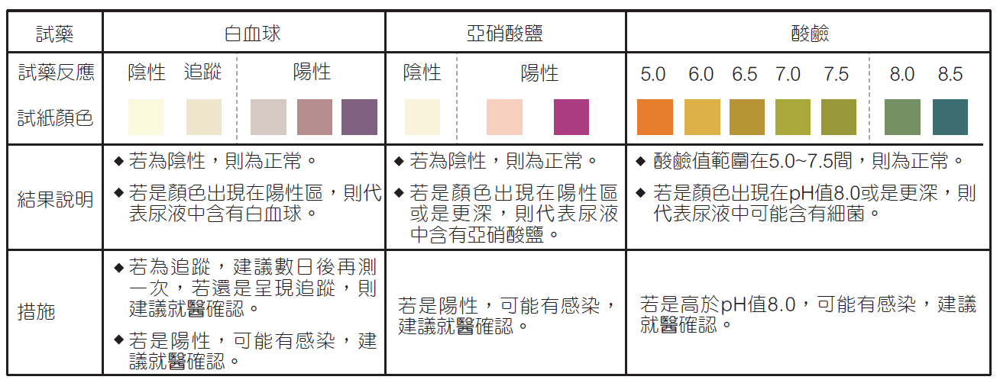 試藥 白血球 亞硝酸鹽 酸鹼
試藥反應 陰性 追蹤 陽性 陰性 陽性 5.0 6.0 6.5 7.0 7.5 8.0 8.5
試紙顏色
結果說明
◆ 若為陰性，則為正常。
◆ 若是顏色出現在陽性區，則代
表尿液中含有白血球。
◆ 若為陰性，則為正常。
◆ 若是顏色出現在陽性區
或是更深，則代表尿液
中含有亞硝酸鹽。
◆ 酸鹼值範圍在5.0~7.5間，則為正常。
◆ 若是顏色出現在pH值8.0或是更深，則
代表尿液中可能含有細菌。
措施
◆ 若為追蹤，建議數日後再測
一次，若還是呈現追蹤，則
建議就醫確認。
◆ 若是陽性，可能有感染，建
議就醫確認。
若是陽性，可能有感染，
建議就醫確認。
若是高於pH值8.0，可能有感染，建議
就醫確認。